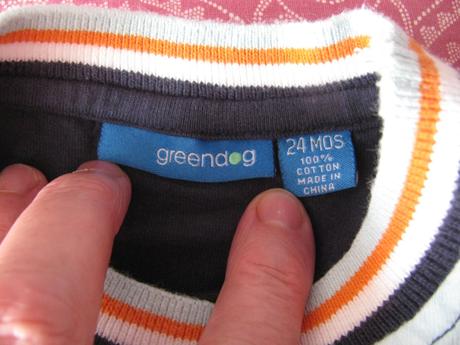 greendog
24 MOS
100%
COTTON
MADE IN
CHINA